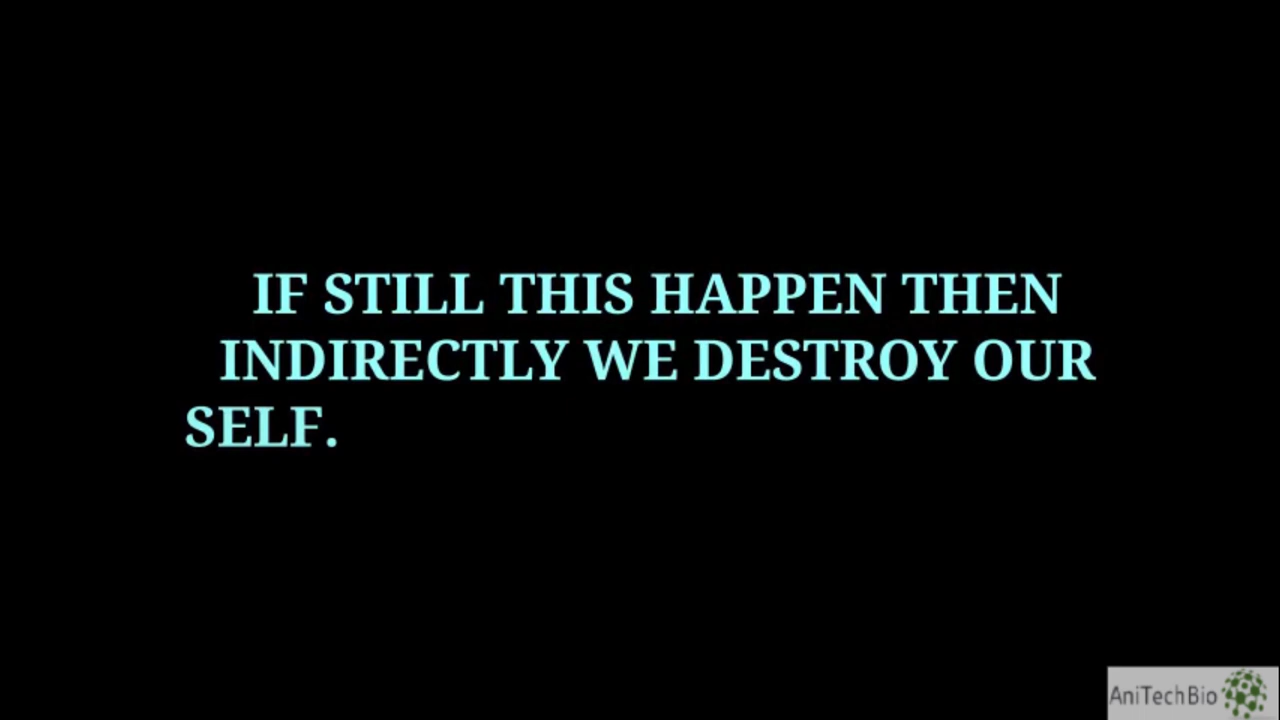 IF STILL THIS HAPPEN THEN
INDIRECTLY WE DESTROY OUR
SELF.
AniTechBio